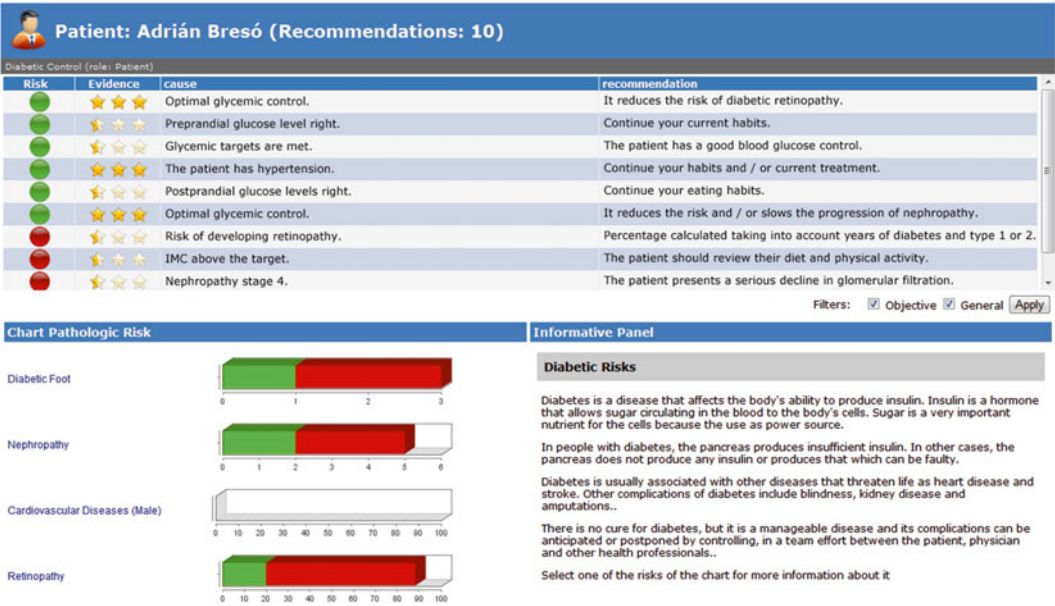 Patient: Adrián Bresó (Recommendations: 10)
Diabetic Control (role: Patient)
Risk Evidence cause recommendation
Optimal glycemic control. It reduces the risk of diabetic retinopathy.
Preprandial glucose level right. Continue your current habits.
Glycemic targets are met. The patient has a good blood glucose control.
The patient has hypertension. Continue your habits and / or current treatment.
Postprandial glucose levels right. Continue your eating habits.
Optimal glycemic control. It reduces the risk and / or slows the progression of nephropathy.
Risk of developing retinopathy. Percentage calculated taking into account years of diabetes and type 1 or 2.
IMC above the target. The patient should review their diet and physical activity.
Nephropathy stage 4. The patient presents a serious decline in glomerular filtration.
Filters: Objective General Apply
Chart Pathologic Risk
Diabetic Foot
0 1 2 3
Nephropathy
0 1 2 3 4 5 6
Cardiovascular Diseases (Male)
0 10 20 30 40 50 60 70 80 90 100
Retinopathy
0 10 20 30 40 50 60 70 80 90 100
Informative Panel
Diabetic Risks
Diabetes is a disease that affects the body's ability to produce insulin. Insulin is a hormone
that allows sugar circulating in the blood to the body's cells. Sugar is a very important
nutrient for the cells because the use as power source.
In people with diabetes, the pancreas produces insufficient insulin. In other cases, the
pancreas does not produce any insulin or produces that which can be faulty.
Diabetes is usually associated with other diseases that threaten life as heart disease and
stroke. Other complications of diabetes include blindness, kidney disease and
amputations..
There is no cure for diabetes, but it is a manageable disease and its complications can be
anticipated or postponed by controlling, in a team effort between the patient, physician
and other health professionals..
Select one of the risks of the chart for more information about it